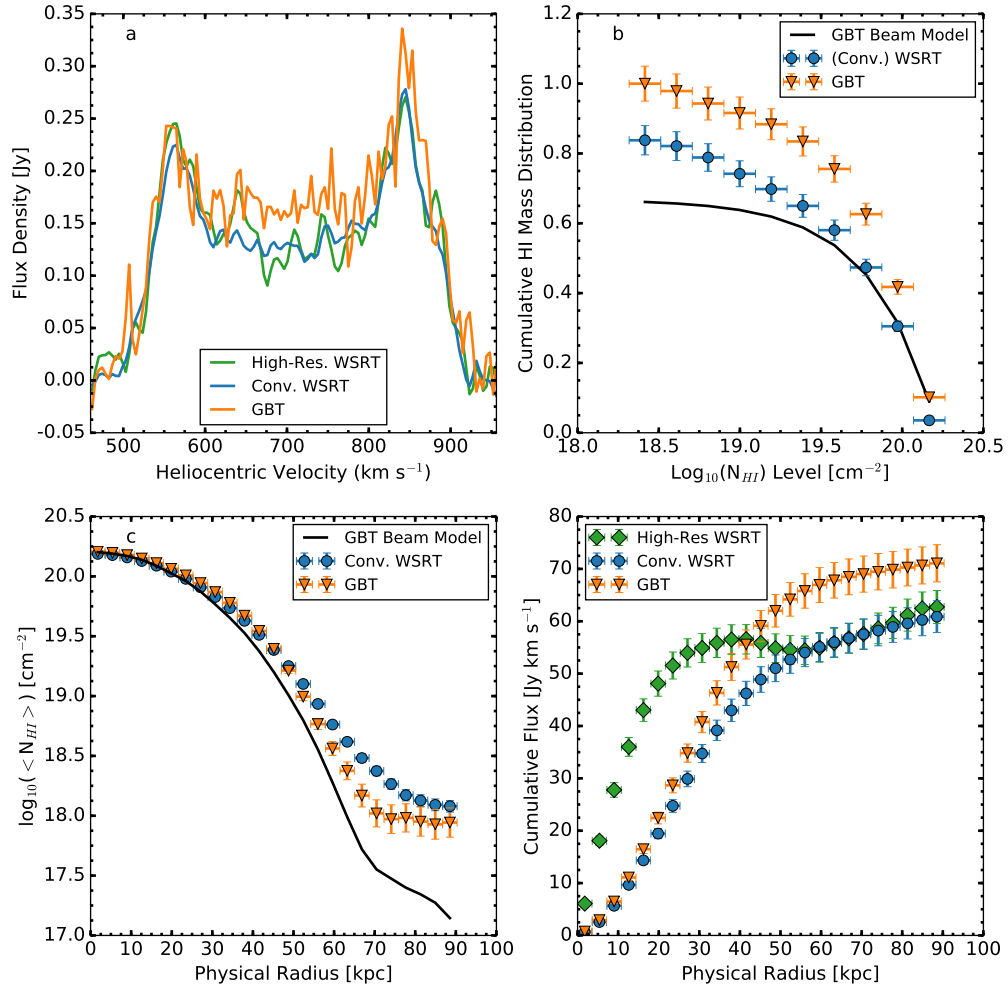 a
0.35
0.30
0.25
0.20
0.15
0.10
0.05
0.00
-0.05
Flux Density [Jy]
High-Res. WSRT
Conv. WSRT
GBT
500
600
700
800
900
Heliocentric Velocity (km s⁻¹)
b
GBT Beam Model
(Conv.) WSRT
GBT
1.2
1.0
0.8
0.6
0.4
0.2
0.0
Cumulative HI Mass Distribution
18.0
18.5
19.0
19.5
20.0
20.5
Log₁₀(N_HI) Level [cm⁻²]
c
GBT Beam Model
Conv. WSRT
GBT
20.5
20.0
19.5
19.0
18.5
18.0
17.5
17.0
log₁₀(< N_HI >) [cm⁻²]
0
10
20
30
40
50
60
70
80
90
100
Physical Radius [kpc]
High-Res WSRT
Conv. WSRT
GBT
80
70
60
50
40
30
20
10
0
Cumulative Flux [Jy km s⁻¹]
0
10
20
30
40
50
60
70
80
90
100
Physical Radius [kpc]